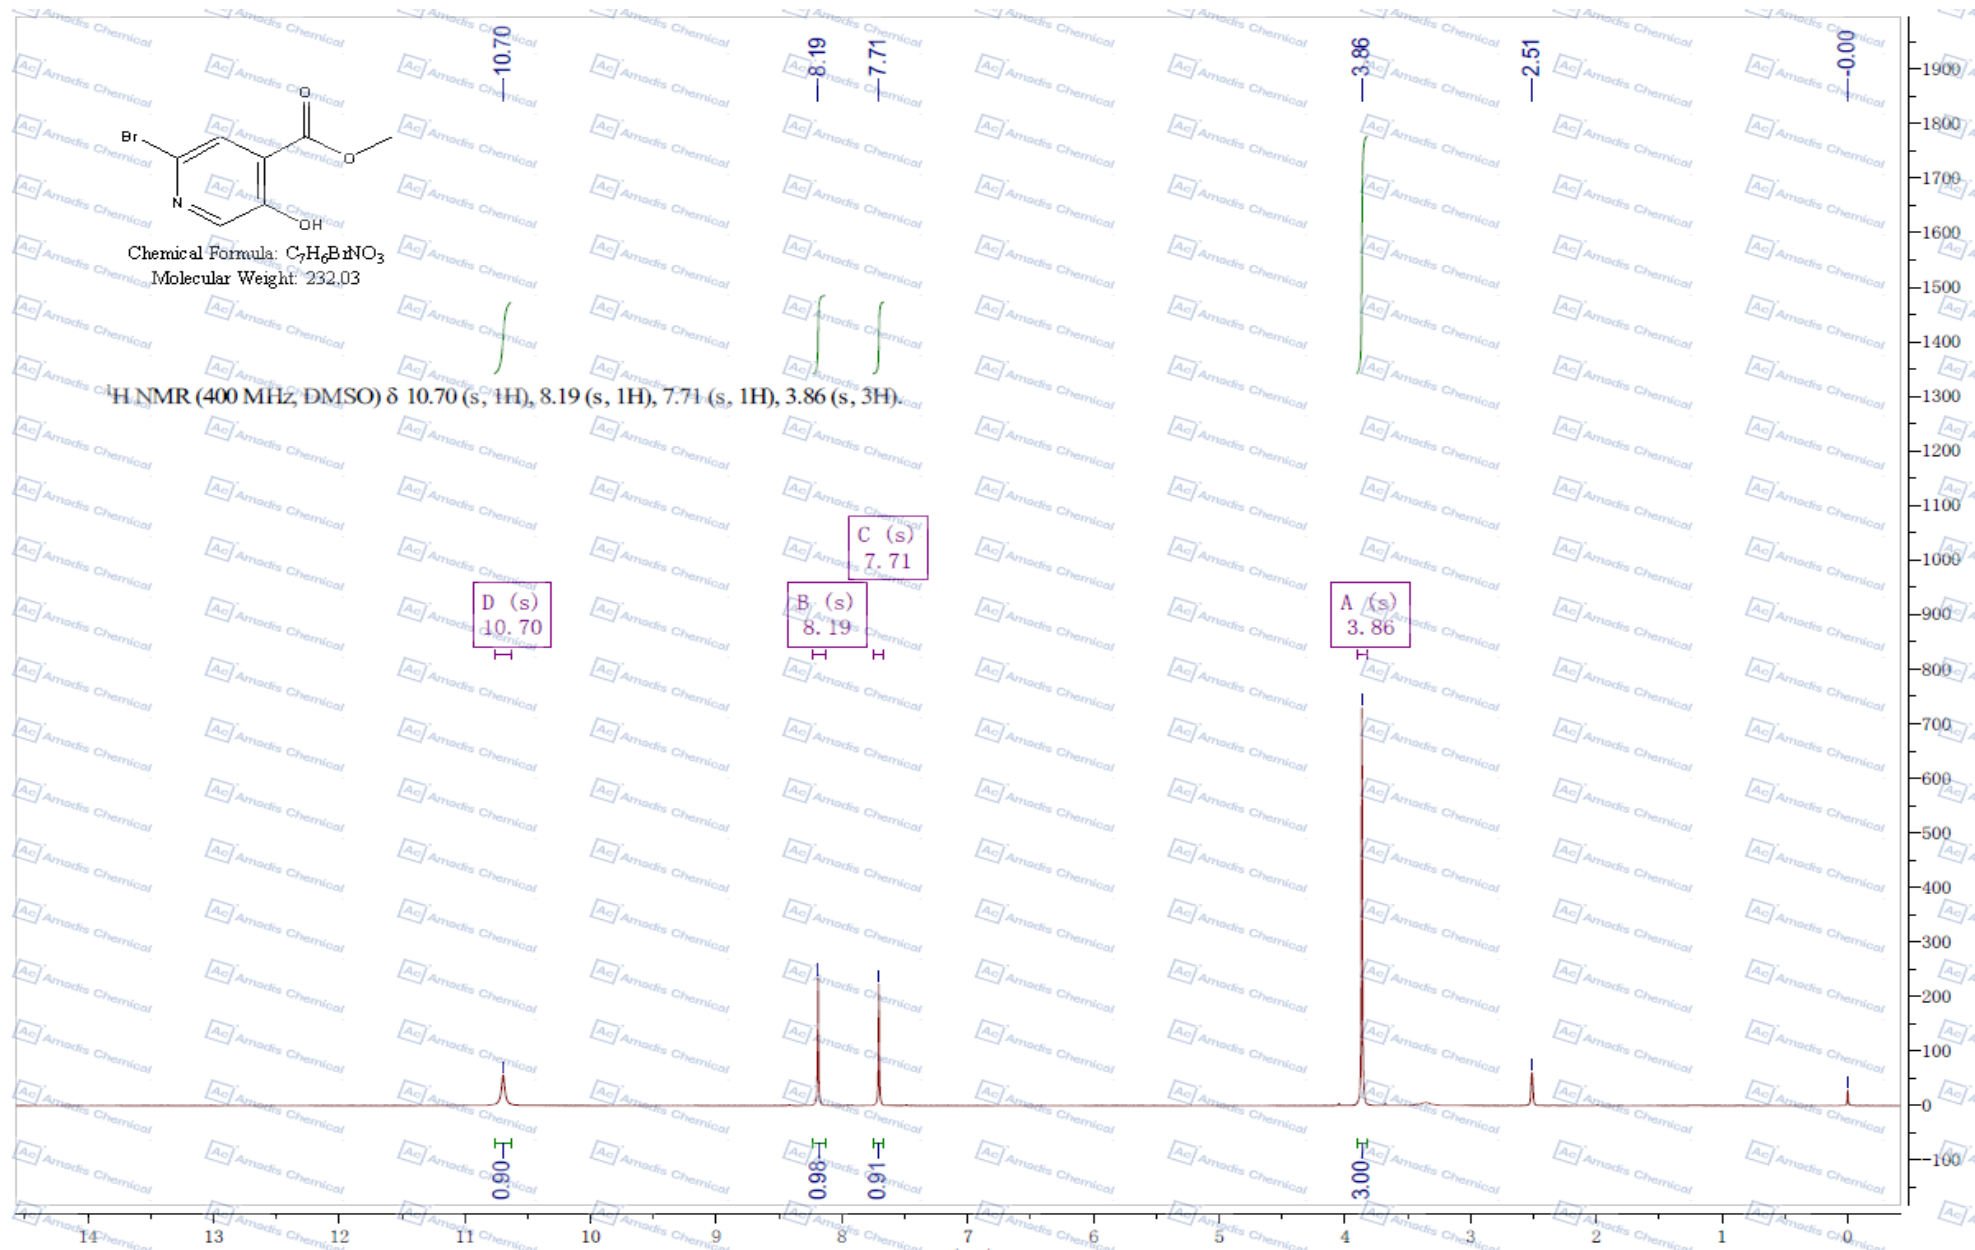 10.70
8.19
7.71
3.86
2.51
-0.00
O
Br
O
N
OH
Chemical Formula: C₇H₆BrNO₃
Molecular Weight: 232.03
¹H NMR (400 MHz, DMSO) δ 10.70 (s, 1H), 8.19 (s, 1H), 7.71 (s, 1H), 3.86 (s, 3H).
C (s)
7.71
D (s)
10.70
B (s)
8.19
A (s)
3.86
1900
1800
1700
1600
1500
1400
1300
1200
1100
1000
900
800
700
600
500
400
300
200
100
0
-100
0.90
0.98
0.91
3.00
14 13 12 11 10 9 8 7 6 5 4 3 2 1 0
Ac Amadis Chemical